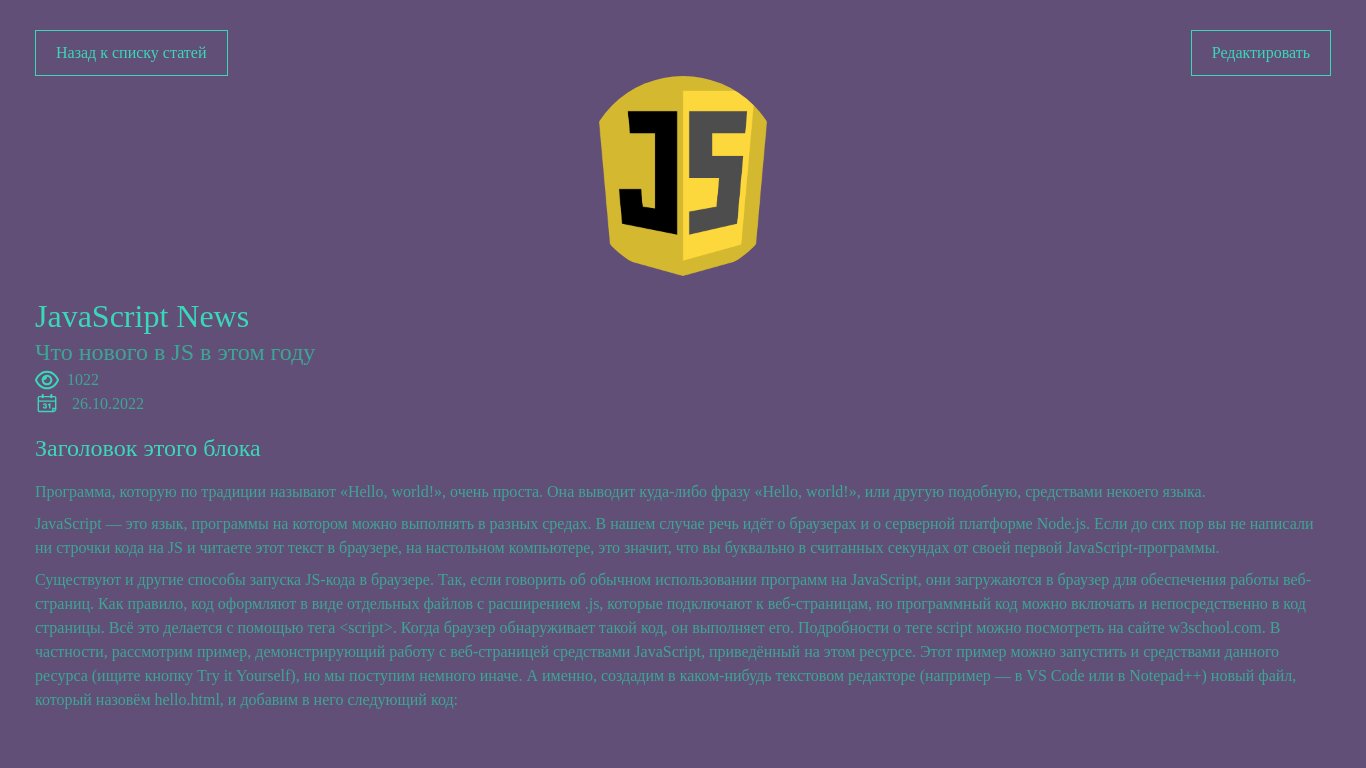 Назад к списку статей
Редактировать
JS
JavaScript News
Что нового в JS в этом году
1022
31
26.10.2022
Заголовок этого блока
Программа, которую по традиции называют «Hello, world!», очень проста. Она выводит куда-либо фразу «Hello, world!», или другую подобную, средствами некоего языка.
JavaScript — это язык, программы на котором можно выполнять в разных средах. В нашем случае речь идёт о браузерах и о серверной платформе Node.js. Если до сих пор вы не написали
ни строчки кода на JS и читаете этот текст в браузере, на настольном компьютере, это значит, что вы буквально в считанных секундах от своей первой JavaScript-программы.
Существуют и другие способы запуска JS-кода в браузере. Так, если говорить об обычном использовании программ на JavaScript, они загружаются в браузер для обеспечения работы веб-
страниц. Как правило, код оформляют в виде отдельных файлов с расширением .js, которые подключают к веб-страницам, но программный код можно включать и непосредственно в код
страницы. Всё это делается с помощью тега <script>. Когда браузер обнаруживает такой код, он выполняет его. Подробности о теге script можно посмотреть на сайте w3school.com. В
частности, рассмотрим пример, демонстрирующий работу с веб-страницей средствами JavaScript, приведённый на этом ресурсе. Этот пример можно запустить и средствами данного
ресурса (ищите кнопку Try it Yourself), но мы поступим немного иначе. А именно, создадим в каком-нибудь текстовом редакторе (например — в VS Code или в Notepad++) новый файл,
который назовём hello.html, и добавим в него следующий код: